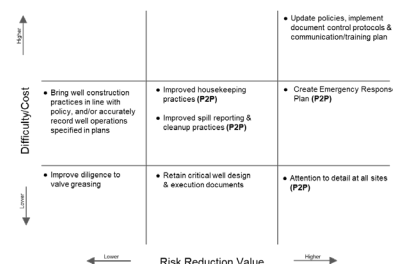 Higher
Difficulty/Cost
Lower
• Update policies, implement
document control protocols &
communication/training plan
• Bring well construction
practices in line with
policy, and/or accurately
record well operations
specified in plans
• Improved housekeeping
practices (P2P)
• Improved spill reporting &
cleanup practices (P2P)
• Create Emergency Response
Plan (P2P)
• Improve diligence to
valve greasing
• Retain critical well design
& execution documents
• Attention to detail at all sites
(P2P)
Lower
Risk Reduction Value
Higher